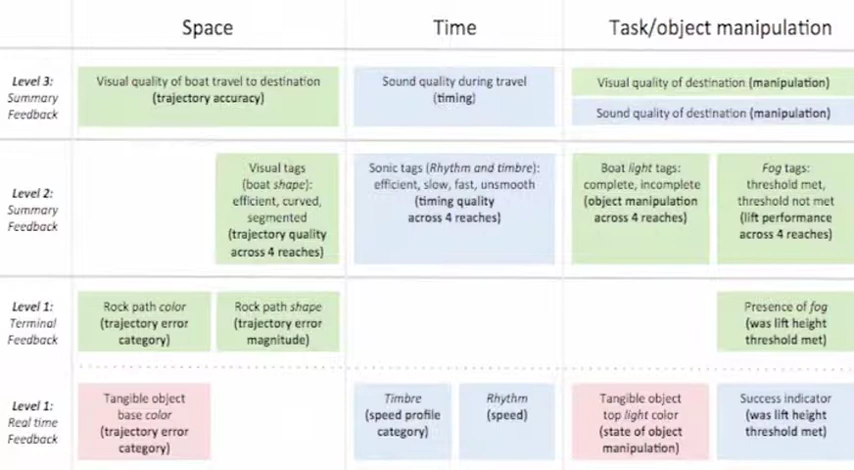 Space
Time
Task/object manipulation
Level 3:
Summary
Feedback
Visual quality of boat travel to destination
(trajectory accuracy)
Sound quality during travel
(timing)
Visual quality of destination (manipulation)
Sound quality of destination (manipulation)
Level 2:
Summary
Feedback
Visual tags
(boat shape):
efficient, curved,
segmented
(trajectory quality
across 4 reaches)
Sonic tags (Rhythm and timbre):
efficient, slow, fast, unsmooth
(timing quality
across 4 reaches)
Boat light tags:
complete, incomplete
(object manipulation
across 4 reaches)
Fog tags:
threshold met,
threshold not met
(lift performance
across 4 reaches)
Level 1:
Terminal
Feedback
Rock path color
(trajectory error
category)
Rock path shape
(trajectory error
magnitude)
Presence of fog
(was lift height
threshold met)
Level 1:
Real time
Feedback
Tangible object
base color
(trajectory error
category)
Timbre
(speed profile
category)
Rhythm
(speed)
Tangible object
top light color
(state of object
manipulation)
Success indicator
(was lift height
threshold met)